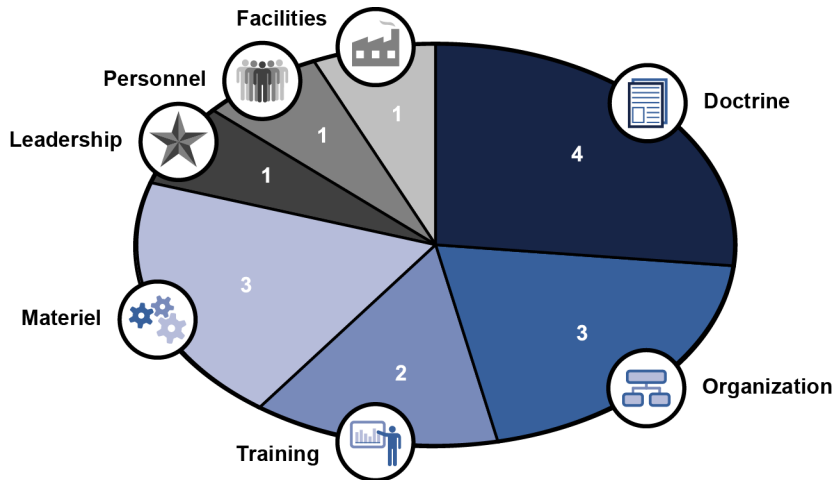 Facilities
Personnel
Leadership
Doctrine
1
1
1
4
3
3
2
Materiel
Organization
Training